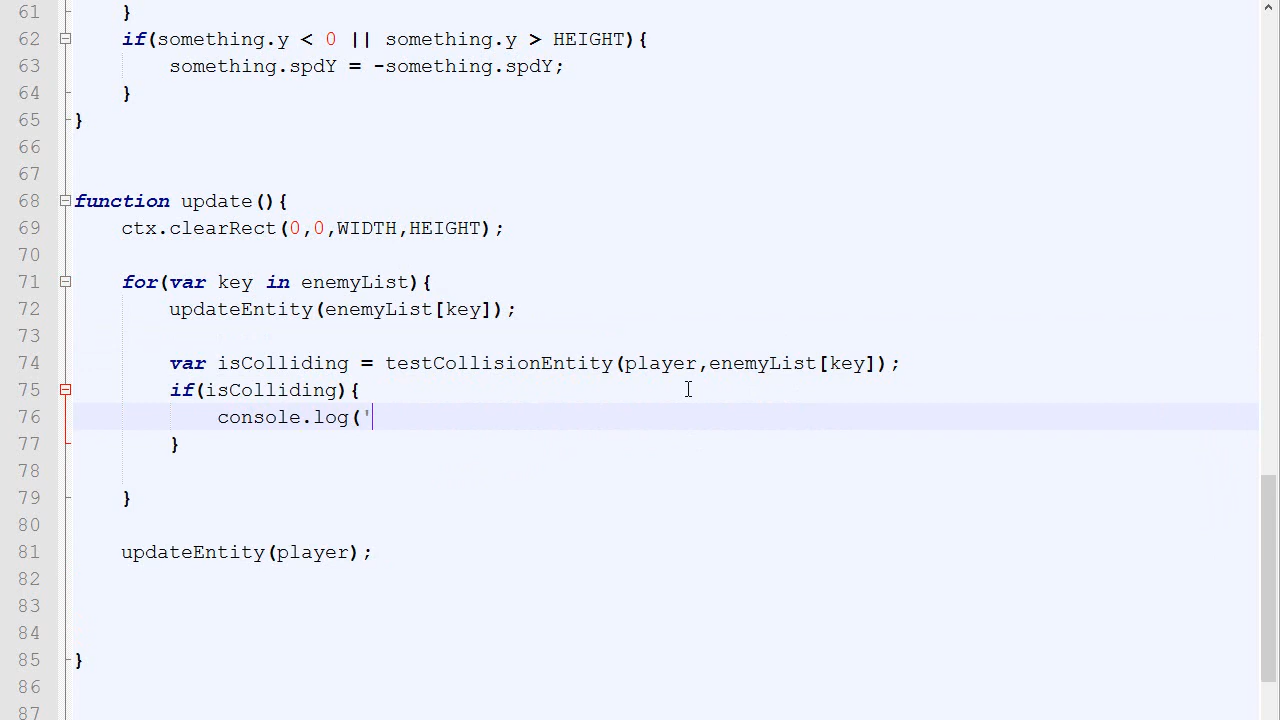 61 }
62 if(something.y < 0 || something.y > HEIGHT){
63 something.spdY = -something.spdY;
64 }
65 }
66
67
68 function update(){
69 ctx.clearRect(0,0,WIDTH,HEIGHT);
70
71 for(var key in enemyList){
72 updateEntity(enemyList[key]);
73
74 var isColliding = testCollisionEntity(player,enemyList[key]);
75 if(isColliding){
76 console.log('
77 }
78
79 }
80
81 updateEntity(player);
82
83
84
85 }
86
87